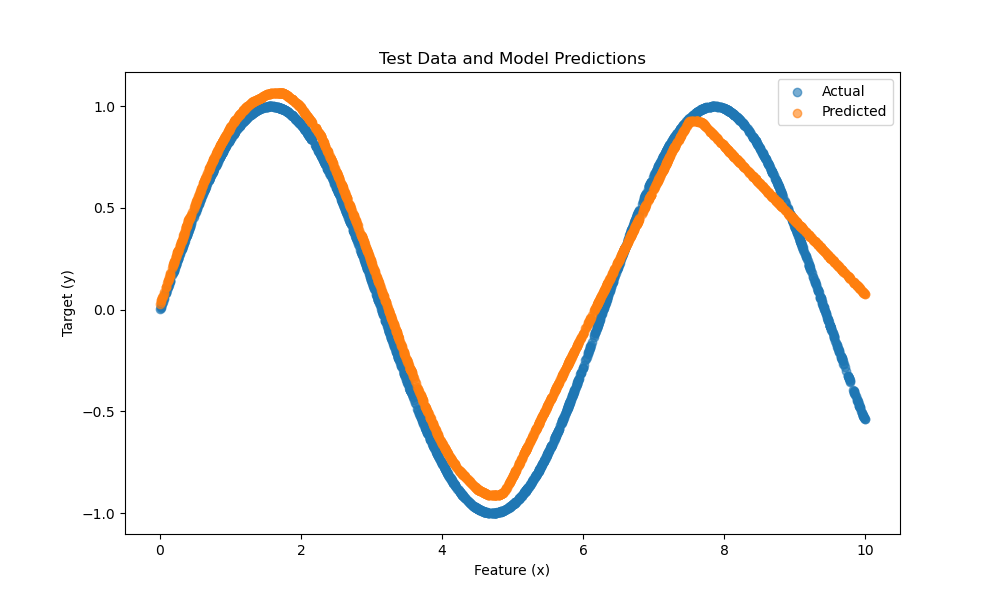 Test Data and Model Predictions
Actual
Predicted
1.0
0.5
0.0
−0.5
−1.0
Target (y)
0 2 4 6 8 10
Feature (x)